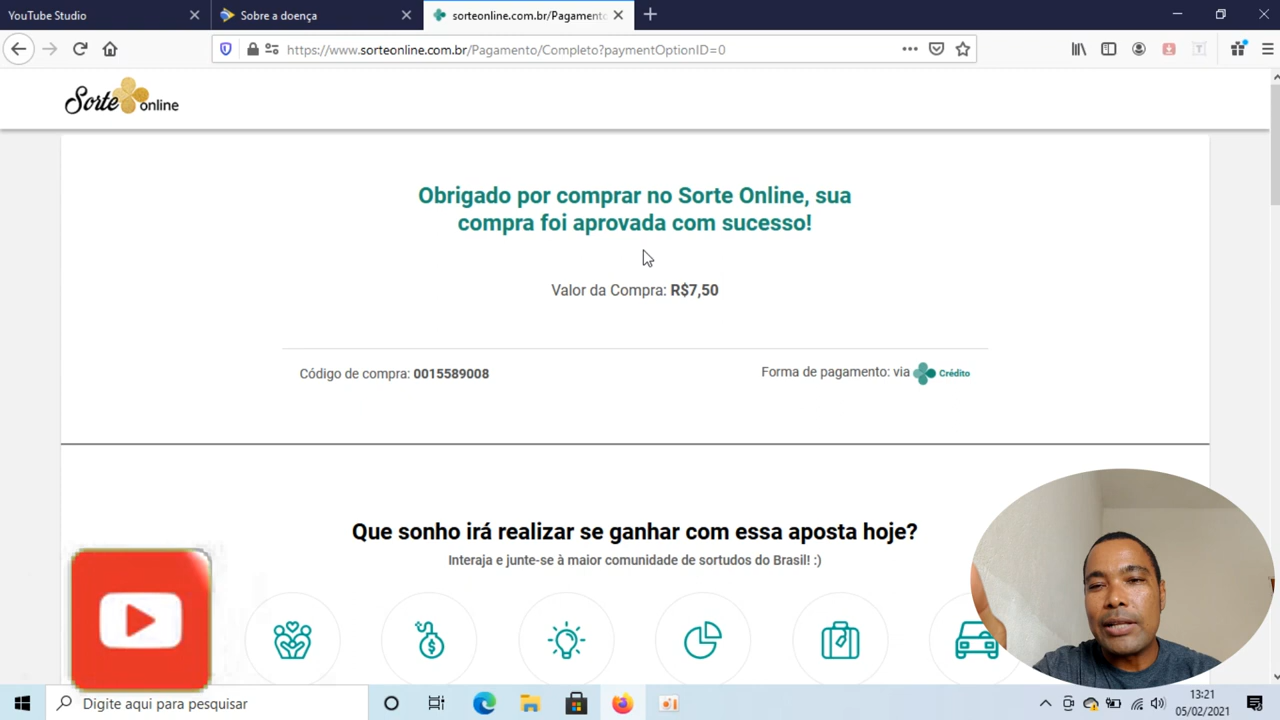 YouTube Studio
Sobre a doença
sorteonline.com.br/Pagamento
https://www.sorteonline.com.br/Pagamento/Completo?paymentOptionID=0
Sorte online
Obrigado por comprar no Sorte Online, sua
compra foi aprovada com sucesso!
Valor da Compra: R$7,50
Código de compra: 0015589008
Forma de pagamento: via Crédito
Que sonho irá realizar se ganhar com essa aposta hoje?
Interaja e junte-se à maior comunidade de sortudos do Brasil! :)
Digite aqui para pesquisar
13:21
05/02/2021